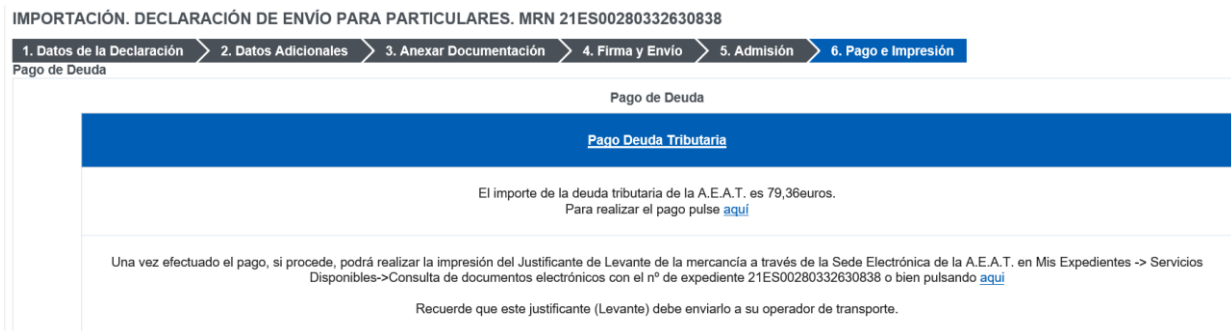 IMPORTACIÓN. DECLARACIÓN DE ENVÍO PARA PARTICULARES. MRN 21ES00280332630838
1. Datos de la Declaración 2. Datos Adicionales 3. Anexar Documentación 4. Firma y Envío 5. Admisión 6. Pago e Impresión
Pago de Deuda
Pago de Deuda
Pago Deuda Tributaria
El importe de la deuda tributaria de la A.E.A.T. es 79,36euros.
Para realizar el pago pulse aquí
Una vez efectuado el pago, si procede, podrá realizar la impresión del Justificante de Levante de la mercancía a través de la Sede Electrónica de la A.E.A.T. en Mis Expedientes -> Servicios
Disponibles->Consulta de documentos electrónicos con el nº de expediente 21ES00280332630838 o bien pulsando aqui
Recuerde que este justificante (Levante) debe enviarlo a su operador de transporte.